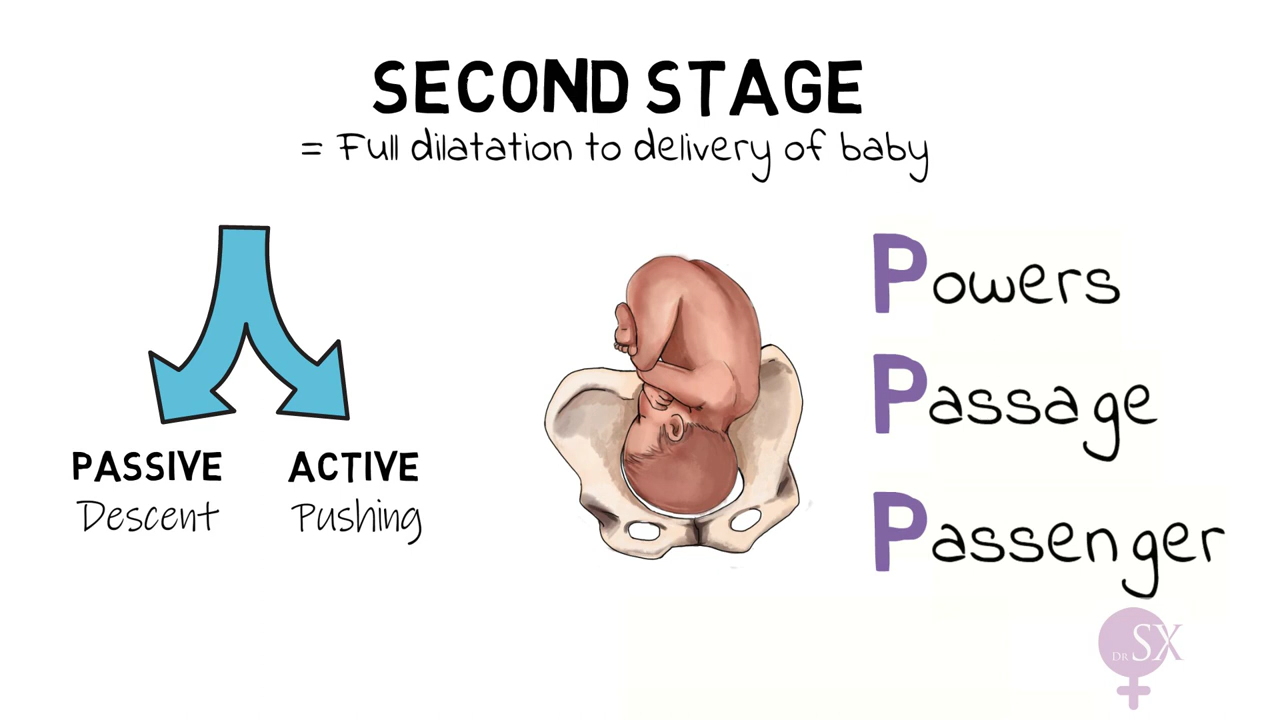 SECOND STAGE
= Full dilatation to delivery of baby
PASSIVE
Descent
ACTIVE
Pushing
Powers
Passage
Passenger
DR SX